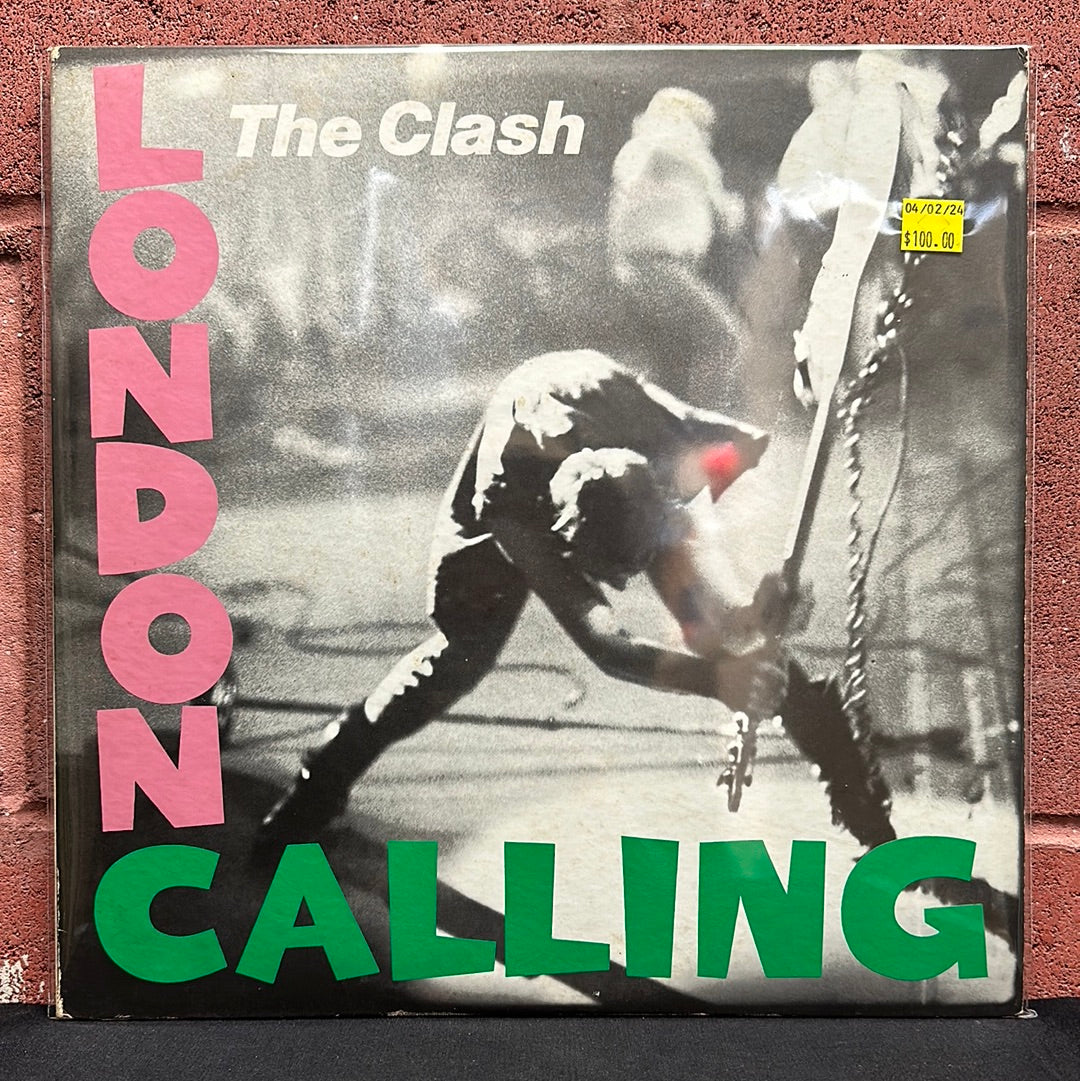 The Clash
LONDON
CALLING
04/02/24
$100.00